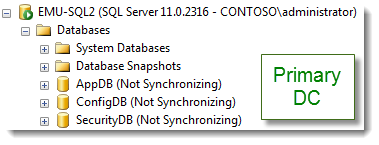 EMU-SQL2 (SQL Server 11.0.2316 - CONTOSO\administrator)
Databases
System Databases
Database Snapshots
AppDB (Not Synchronizing)
ConfigDB (Not Synchronizing)
SecurityDB (Not Synchronizing)
Primary
DC